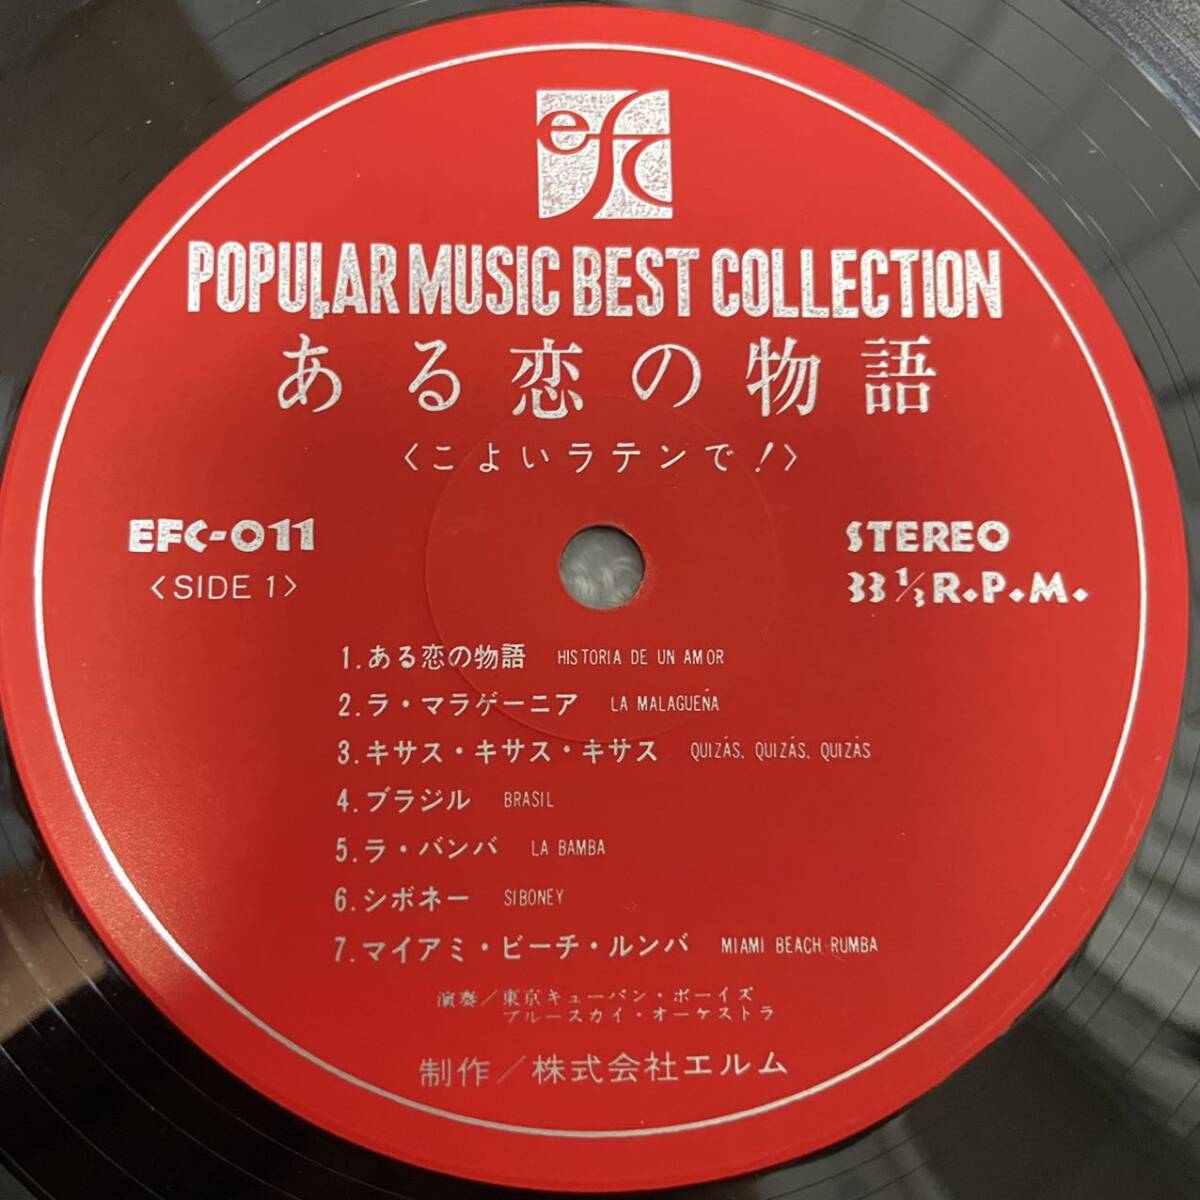 efc
POPULAR MUSIC BEST COLLECTION
ある恋の物語
〈こよいラテンで!〉
EFC-011
〈SIDE 1〉
STEREO
33 1/3 R.P.M.
1. ある恋の物語 HISTORIA DE UN AMOR
2. ラ・マラゲーニア LA MALAGUEÑA
3. キサス・キサス・キサス QUIZÁS, QUIZÁS, QUIZÁS
4. ブラジル BRASIL
5. ラ・バンバ LA BAMBA
6. シボネー SIBONEY
7. マイアミ・ビーチ・ルンバ MIAMI BEACH RUMBA
演奏/東京キューバン・ボーイズ
ブルースカイ・オーケストラ
制作/株式会社エルム